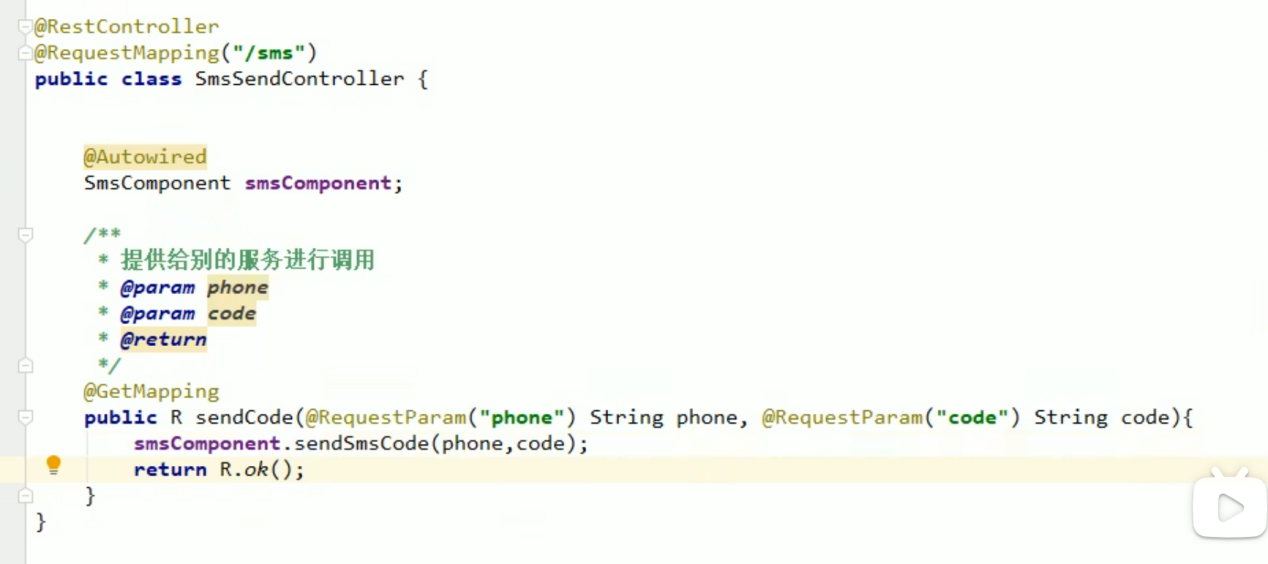 @RestController
@RequestMapping("/sms")
public class SmsSendController {
@Autowired
SmsComponent smsComponent;
/**
* 提供给别的服务进行调用
* @param phone
* @param code
* @return
*/
@GetMapping
public R sendCode(@RequestParam("phone") String phone, @RequestParam("code") String code){
smsComponent.sendSmsCode(phone,code);
return R.ok();
}
}